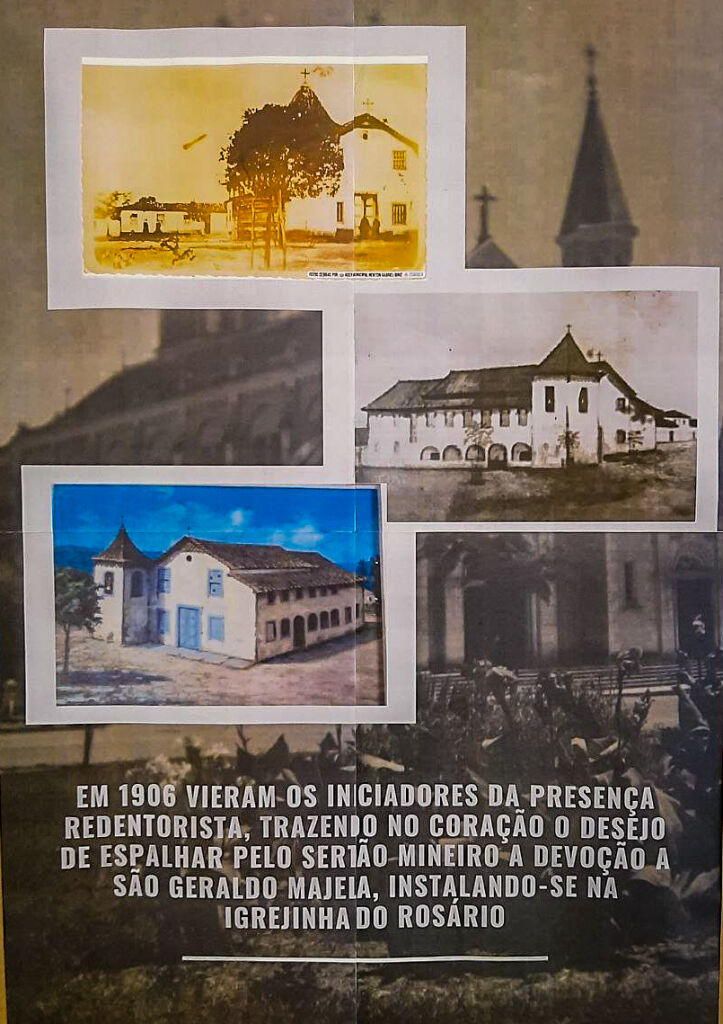 EM 1906 VIERAM OS INICIADORES DA PRESENÇA
REDENTORISTA, TRAZENDO NO CORAÇÃO O DESEJO
DE ESPALHAR PELO SERTÃO MINEIRO A DEVOÇÃO A
SÃO GERALDO MAJELA, INSTALANDO-SE NA
IGREJINHA DO ROSÁRIO